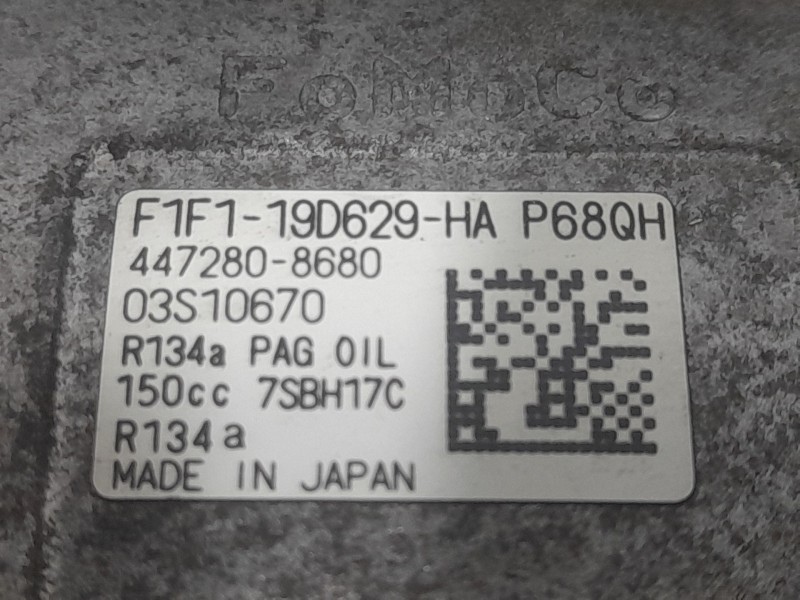 FoMoCo
F1F1-19D629-HA P68QH
447280-8680
03S10670
R134a PAG OIL
150cc 7SBH17C
R134a
MADE IN JAPAN